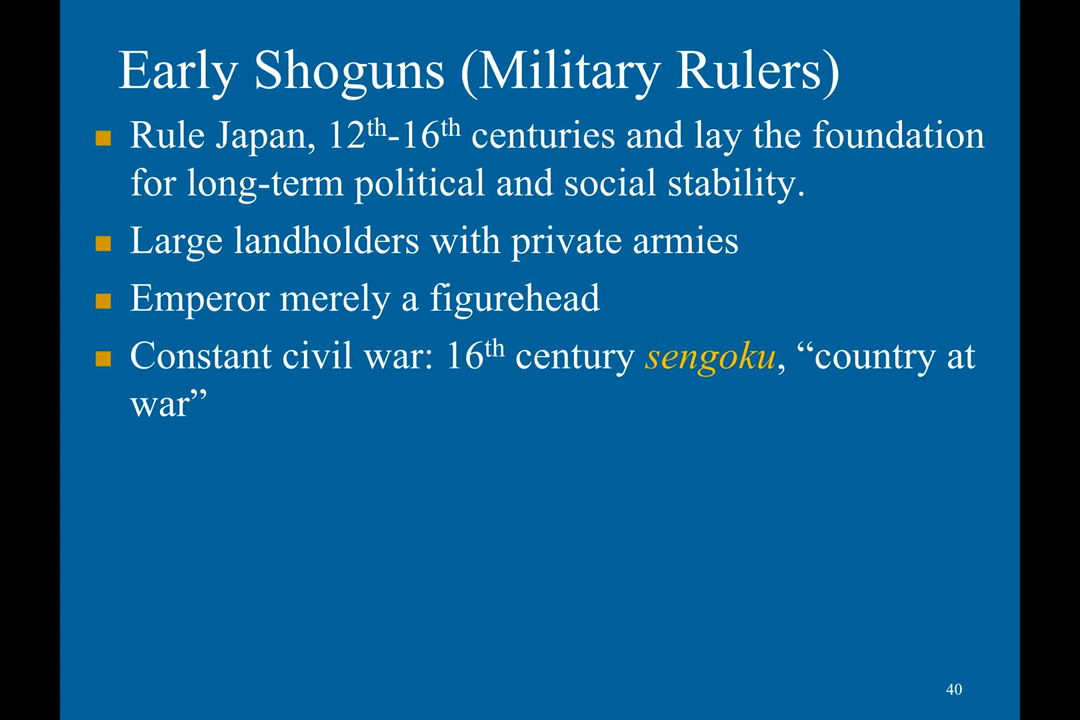 Early Shoguns (Military Rulers)
Rule Japan, 12th-16th centuries and lay the foundation
for long-term political and social stability.
Large landholders with private armies
Emperor merely a figurehead
Constant civil war: 16th century sengoku, “country at
war”
40